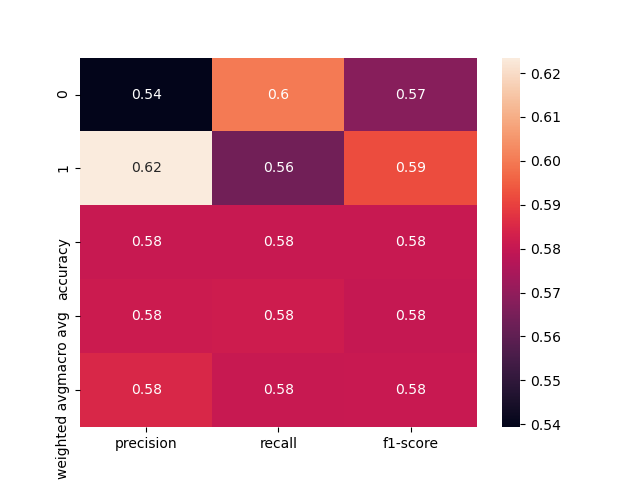 0 0.54 0.6 0.57
1 0.62 0.56 0.59
accuracy 0.58 0.58 0.58
macro avg 0.58 0.58 0.58
weighted avg 0.58 0.58 0.58
precision recall f1-score
0.62
0.61
0.60
0.59
0.58
0.57
0.56
0.55
0.54